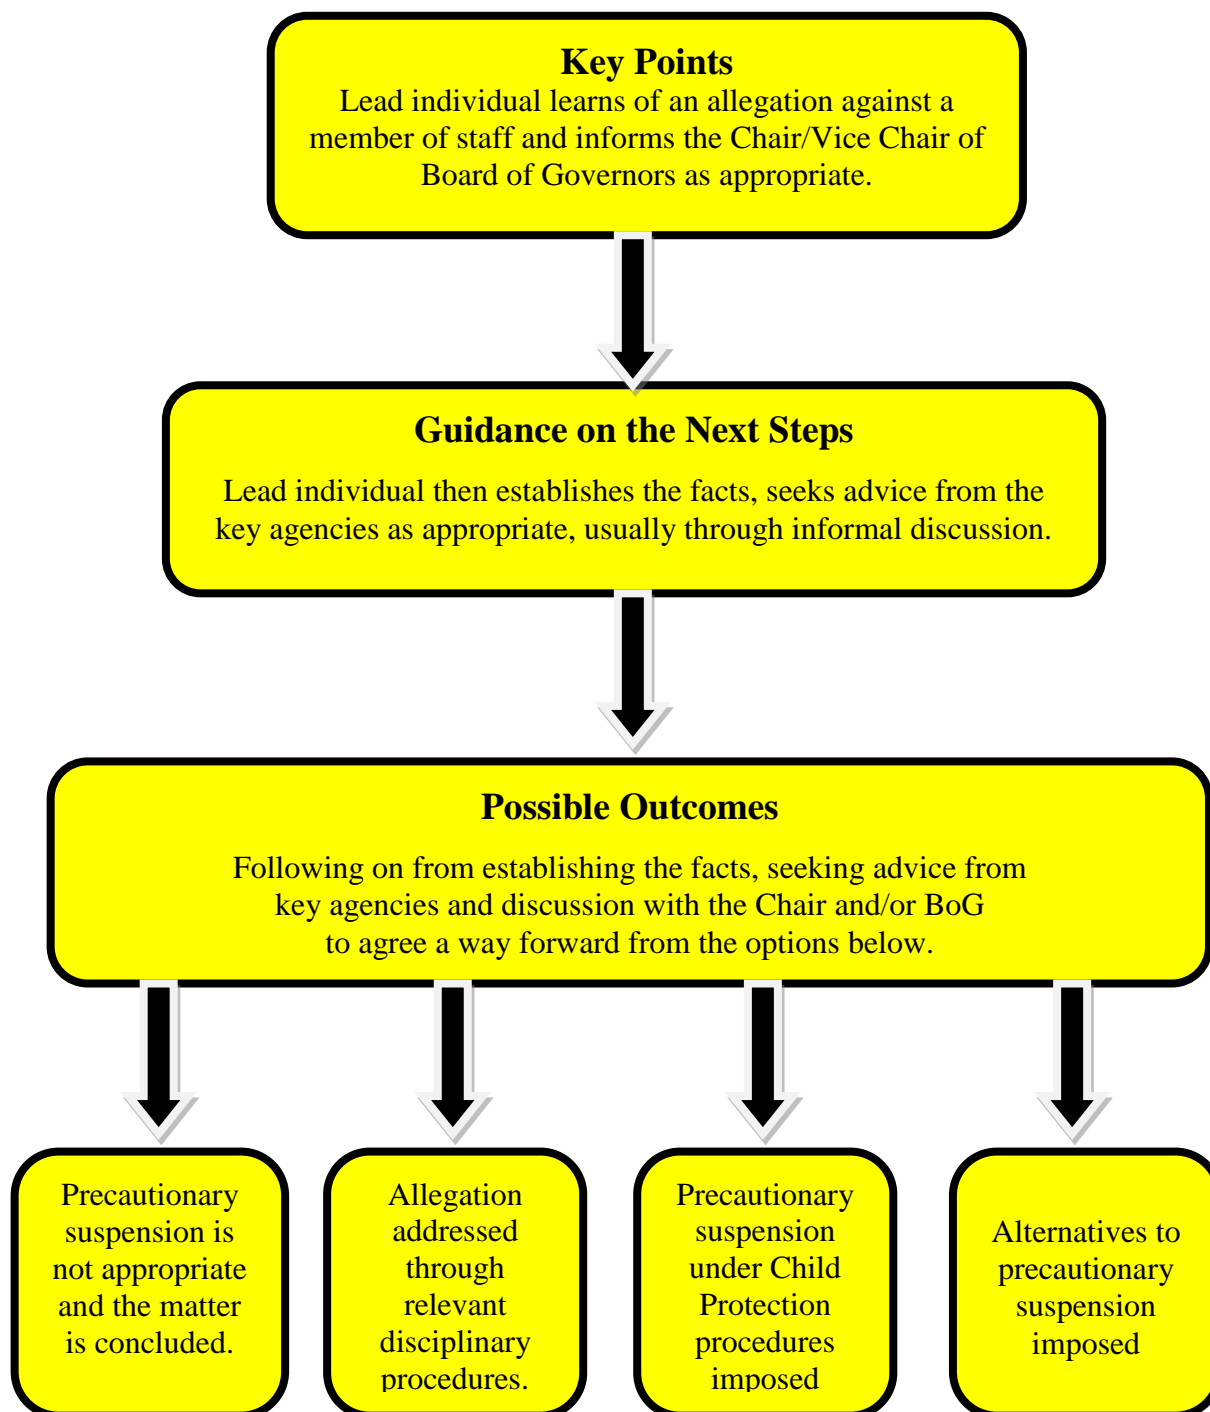 Key Points
Lead individual learns of an allegation against a
member of staff and informs the Chair/Vice Chair of
Board of Governors as appropriate.
Guidance on the Next Steps
Lead individual then establishes the facts, seeks advice from the
key agencies as appropriate, usually through informal discussion.
Possible Outcomes
Following on from establishing the facts, seeking advice from
key agencies and discussion with the Chair and/or BoG
to agree a way forward from the options below.
Precautionary
suspension is
not appropriate
and the matter
is concluded.
Allegation
addressed
through
relevant
disciplinary
procedures.
Precautionary
suspension
under Child
Protection
procedures
imposed
Alternatives to
precautionary
suspension
imposed